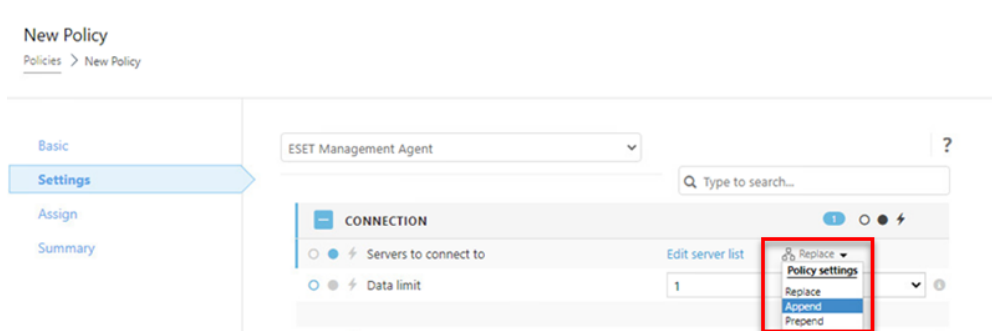 New Policy
Policies > New Policy
Basic
Settings
Assign
Summary
ESET Management Agent
?
Type to search...
CONNECTION 1
Servers to connect to Edit server list Replace
Policy settings
Replace
Append
Prepend
Data limit 1